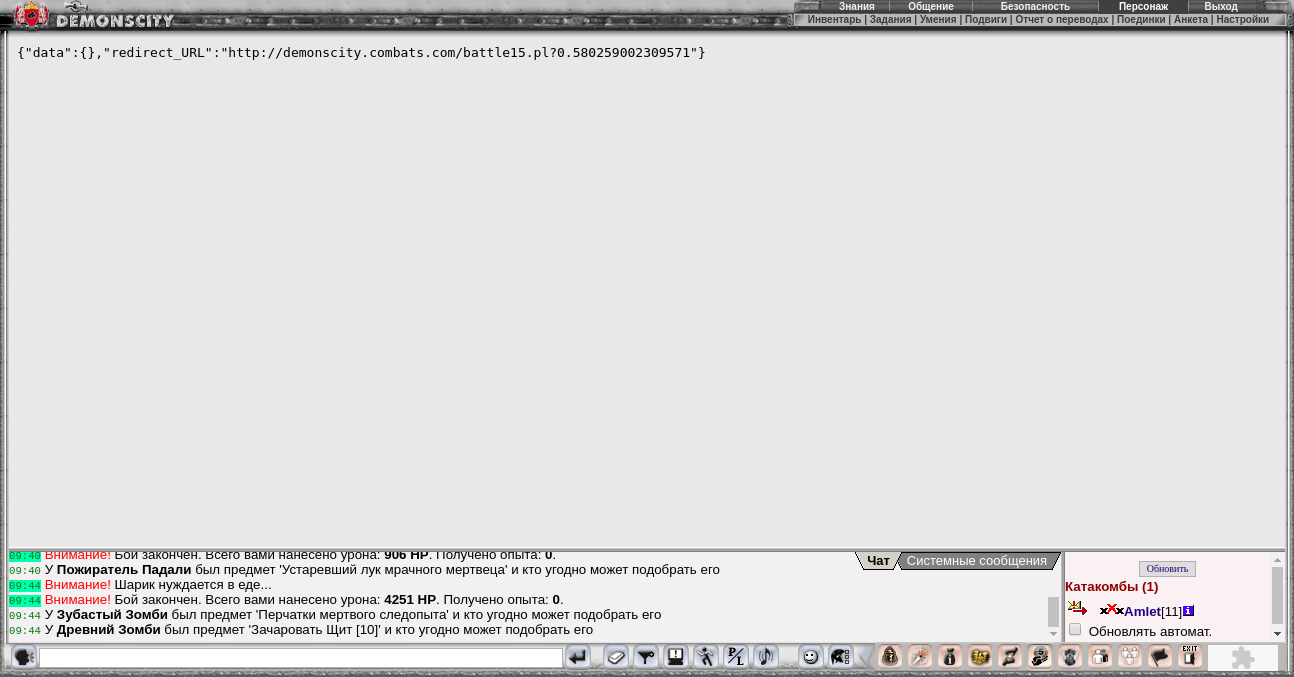 DEMONSCITY
Знания Общение Безопасность Персонаж Выход
Инвентарь | Задания | Умения | Подвиги | Отчет о переводах | Поединки | Анкета | Настройки
{"data":{},"redirect_URL":"http://demonscity.combats.com/battle15.pl?0.580259002309571"}
Чат Системные сообщения
09:40 Внимание! Бой закончен. Всего вами нанесено урона: 906 HP. Получено опыта: 0.
09:40 У Пожиратель Падали был предмет 'Устаревший лук мрачного мертвеца' и кто угодно может подобрать его
09:44 Внимание! Шарик нуждается в еде...
09:44 Внимание! Бой закончен. Всего вами нанесено урона: 4251 HP. Получено опыта: 0.
09:44 У Зубастый Зомби был предмет 'Перчатки мертвого следопыта' и кто угодно может подобрать его
09:44 У Древний Зомби был предмет 'Зачаровать Щит [10]' и кто угодно может подобрать его
Обновить
Катакомбы (1)
Amlet[11]
Обновлять автомат.
P/L
EXIT